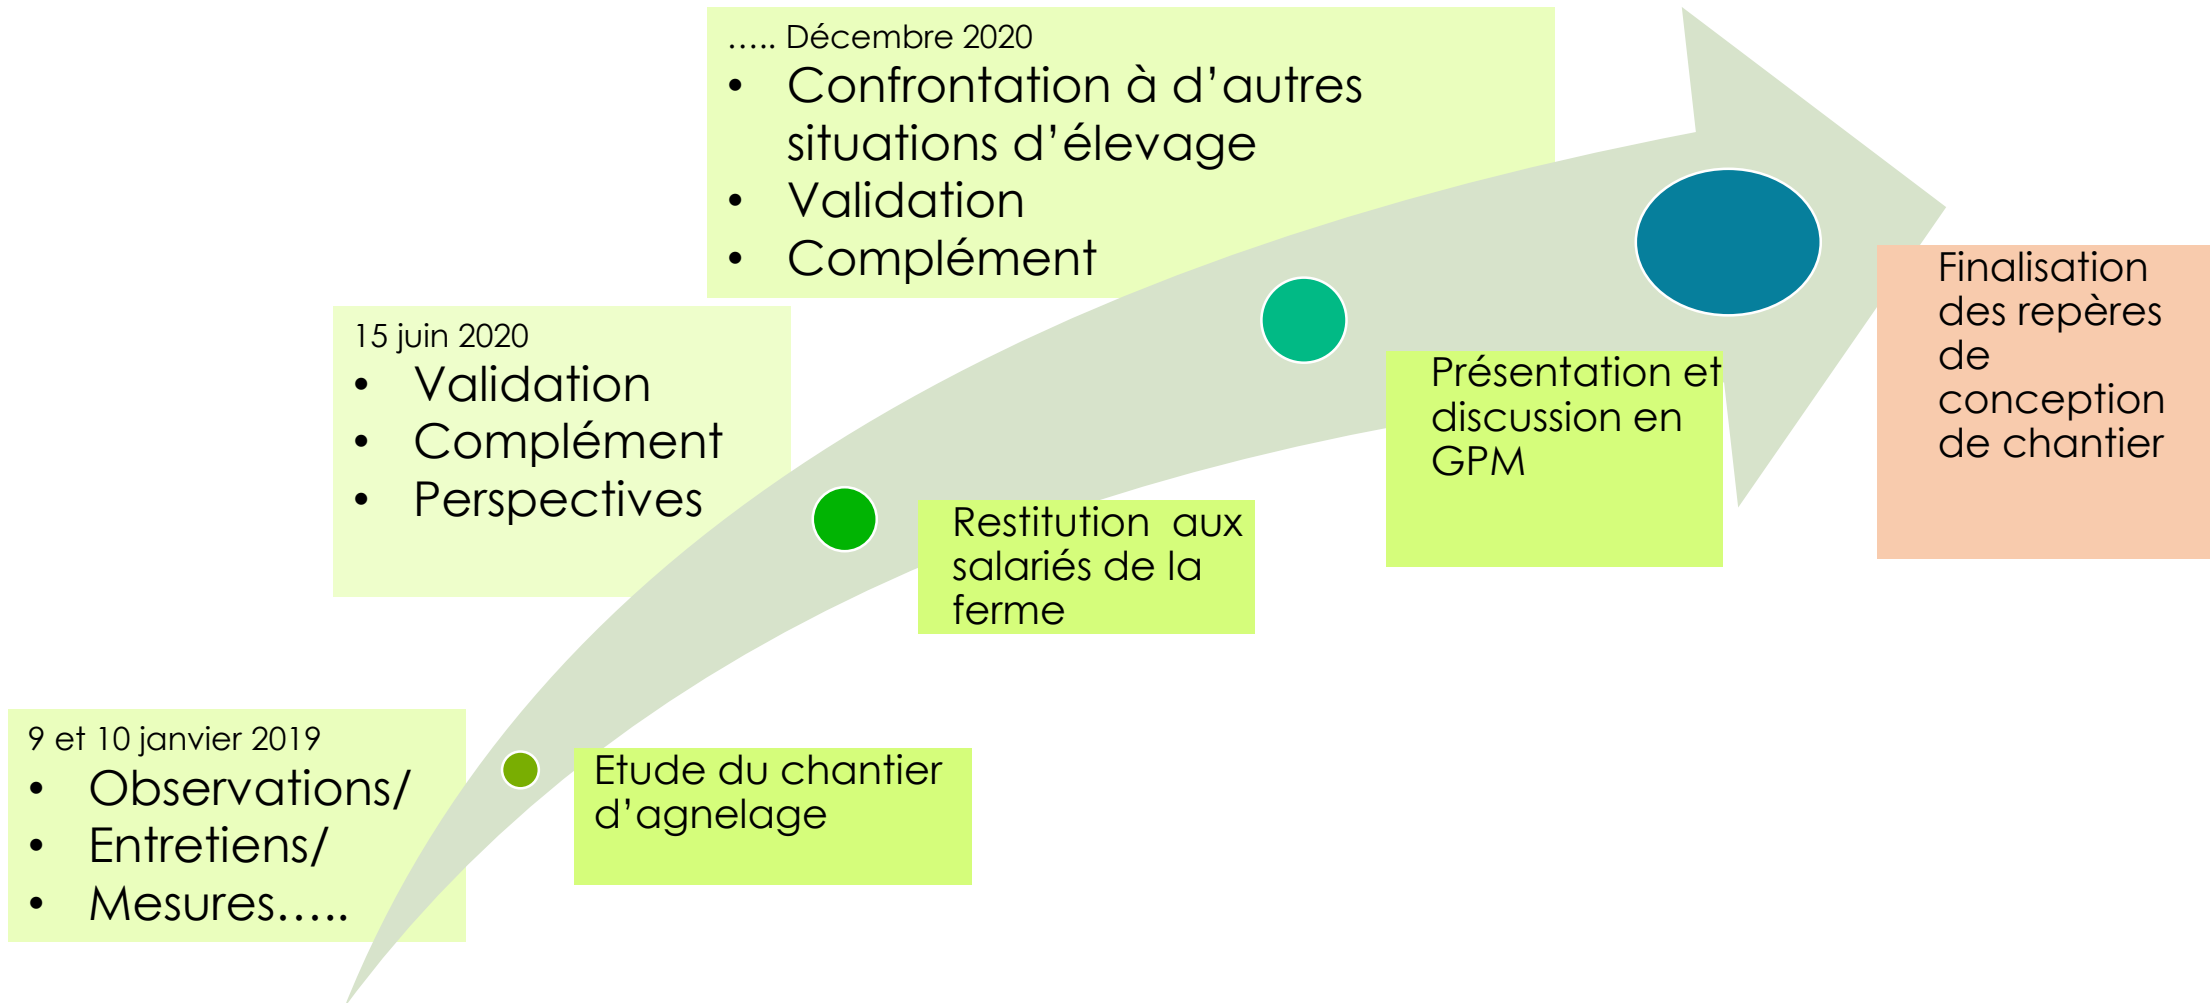 ….. Décembre 2020
• Confrontation à d’autres
situations d’élevage
• Validation
• Complément
15 juin 2020
• Validation
• Complément
• Perspectives
9 et 10 janvier 2019
• Observations/
• Entretiens/
• Mesures…..
Etude du chantier
d’agnelage
Restitution aux
salariés de la
ferme
Présentation et
discussion en
GPM
Finalisation
des repères
de
conception
de chantier